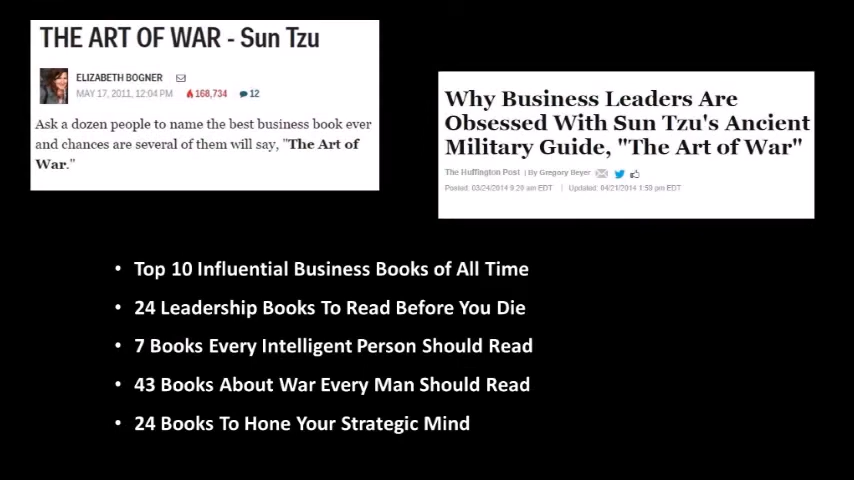 THE ART OF WAR - Sun Tzu
ELIZABETH BOGNER
MAY 17, 2011, 12:04 PM 168,734 12
Ask a dozen people to name the best business book ever
and chances are several of them will say, "The Art of
War."
Why Business Leaders Are
Obsessed With Sun Tzu's Ancient
Military Guide, "The Art of War"
The Huffington Post | By Gregory Beyer
Posted: 03/24/2014 9:20 am EDT | Updated: 04/21/2014 1:59 pm EDT
• Top 10 Influential Business Books of All Time
• 24 Leadership Books To Read Before You Die
• 7 Books Every Intelligent Person Should Read
• 43 Books About War Every Man Should Read
• 24 Books To Hone Your Strategic Mind